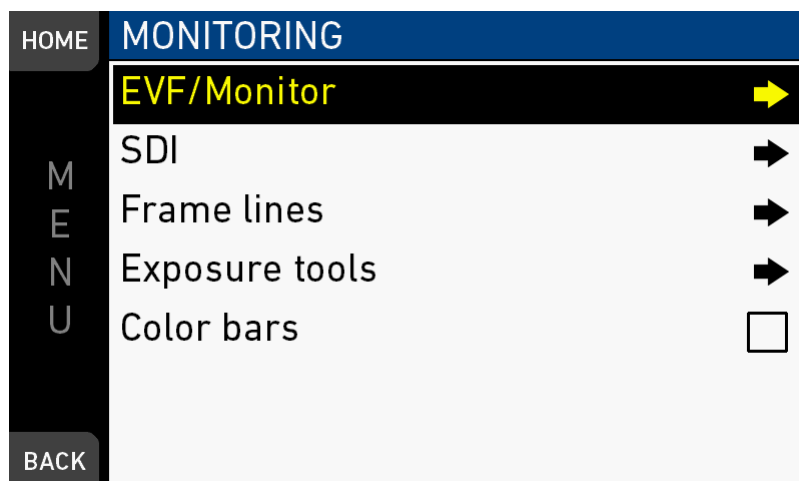 HOME
MONITORING
EVF/Monitor
SDI
Frame lines
Exposure tools
Color bars
MENU
BACK